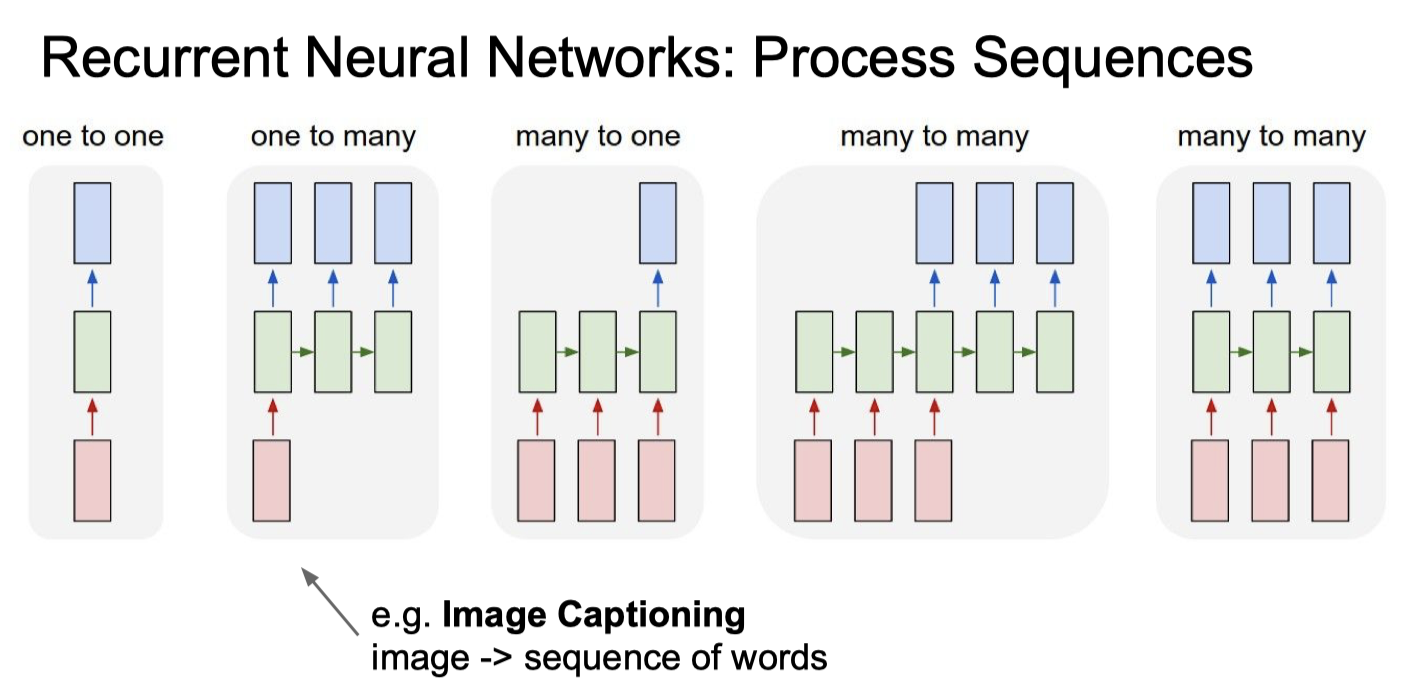 Recurrent Neural Networks: Process Sequences
one to one
one to many
many to one
many to many
many to many
e.g. Image Captioning
image -> sequence of words